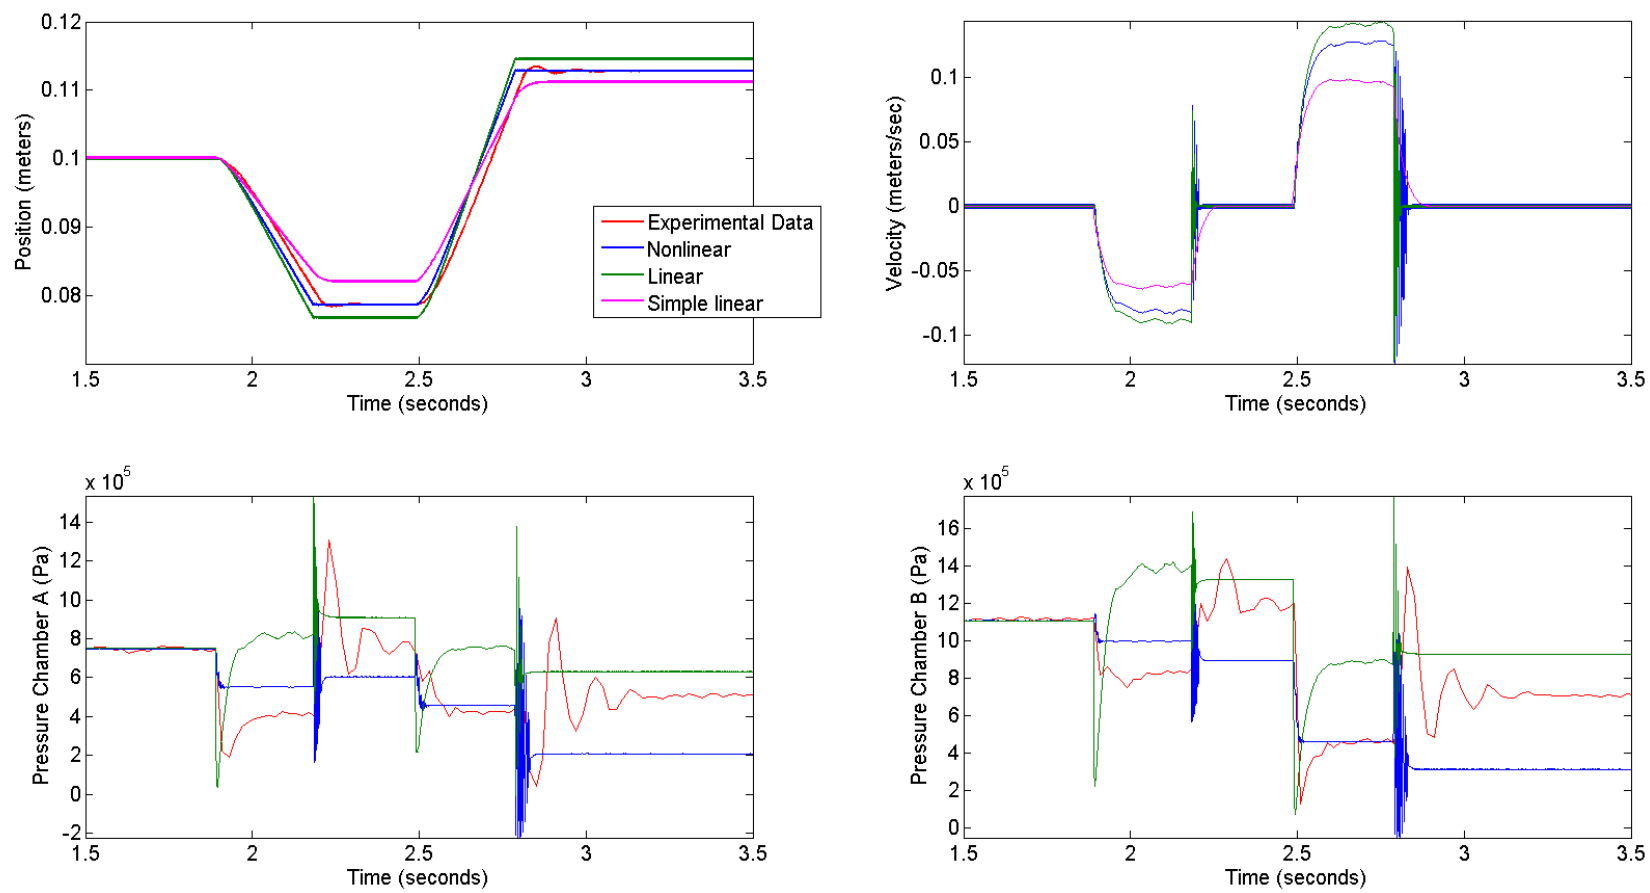 0.12
0.11
0.1
0.09
0.08
Position (meters)
1.5 2 2.5 3 3.5
Time (seconds)
Experimental Data
Nonlinear
Linear
Simple linear
0.1
0.05
0
-0.05
-0.1
Velocity (meters/sec)
1.5 2 2.5 3 3.5
Time (seconds)
x 10^5
14
12
10
8
6
4
2
0
-2
Pressure Chamber A (Pa)
1.5 2 2.5 3 3.5
Time (seconds)
x 10^5
16
14
12
10
8
6
4
2
0
Pressure Chamber B (Pa)
1.5 2 2.5 3 3.5
Time (seconds)